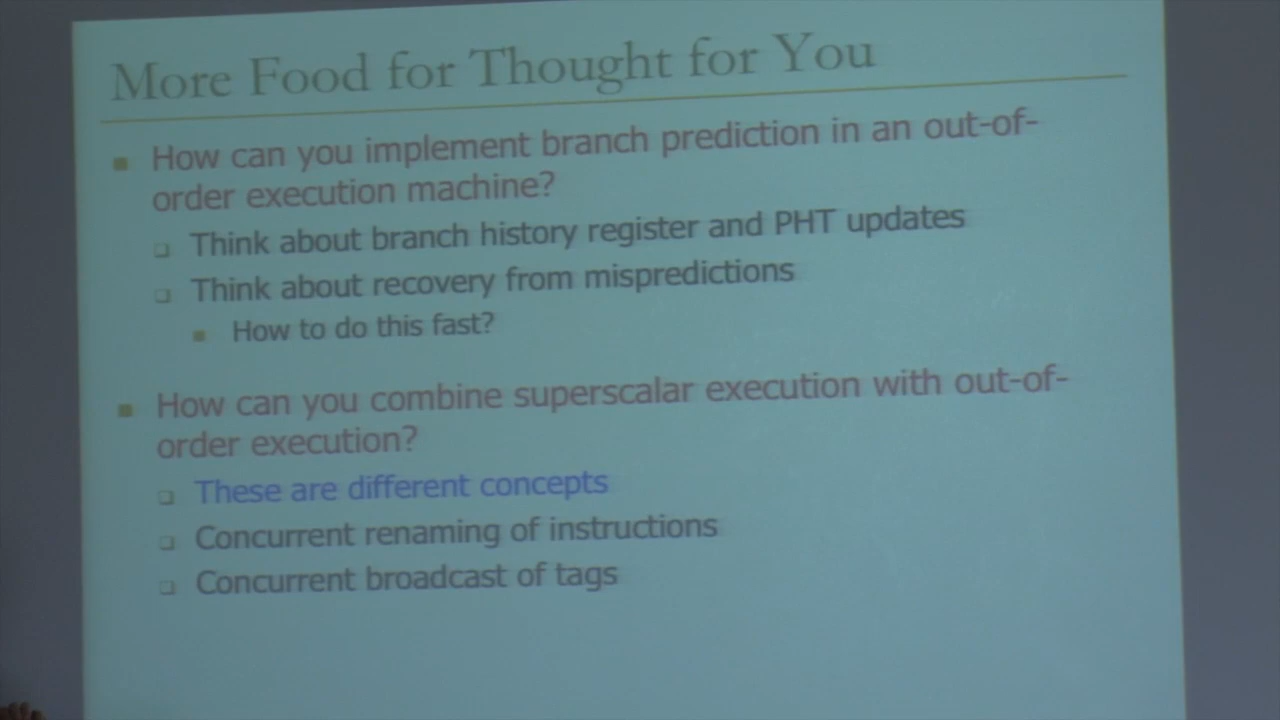 More Food for Thought for You
How can you implement branch prediction in an out-of-
order execution machine?
Think about branch history register and PHT updates
Think about recovery from mispredictions
How to do this fast?
How can you combine superscalar execution with out-of-
order execution?
These are different concepts
Concurrent renaming of instructions
Concurrent broadcast of tags